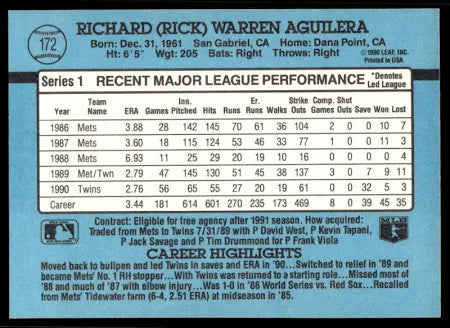 172
RICHARD (RICK) WARREN AGUILERA
Born: Dec. 31, 1961 San Gabriel, CA Home: Dana Point, CA
Ht: 6' 5" Wgt: 205 Bats: Right Throws: Right
© 1990 LEAF, INC.
Printed in USA
Series 1 RECENT MAJOR LEAGUE PERFORMANCE *Denotes Led League
Year Team Name ERA Games Inn. Pitched Hits Runs Er. Runs Walks Strike Outs Comp. Games Shut Outs Save Won Lost
1986 Mets 3.88 28 142 145 70 61 36 104 2 0 0 10 7
1987 Mets 3.60 18 115 124 53 46 33 77 1 0 0 11 3
1988 Mets 6.93 11 25 29 20 19 10 16 0 0 0 0 4
1989 Met/Twn 2.79 47 145 130 51 45 38 137 3 0 7 9 11
1990 Twins 2.76 56 65 55 27 20 19 61 0 0 32 5 3
Career 3.44 181 614 601 270 235 173 469 8 0 39 45 35
Contract: Eligible for free agency after 1991 season. How acquired:
Traded from Mets to Twins 7/31/89 with P David West, P Kevin Tapani,
P Jack Savage and P Tim Drummond for P Frank Viola
CAREER HIGHLIGHTS
Moved back to bullpen and led Twins in saves and ERA in '90...Switched to relief in '89 and
became Mets' No. 1 RH stopper...With Twins was returned to a starting role...Missed most of
'88 and much of '87 with elbow injury...Was 1-0 in '86 World Series vs. Red Sox...Recalled
from Mets' Tidewater farm (6-4, 2.51 ERA) at midseason in '85.